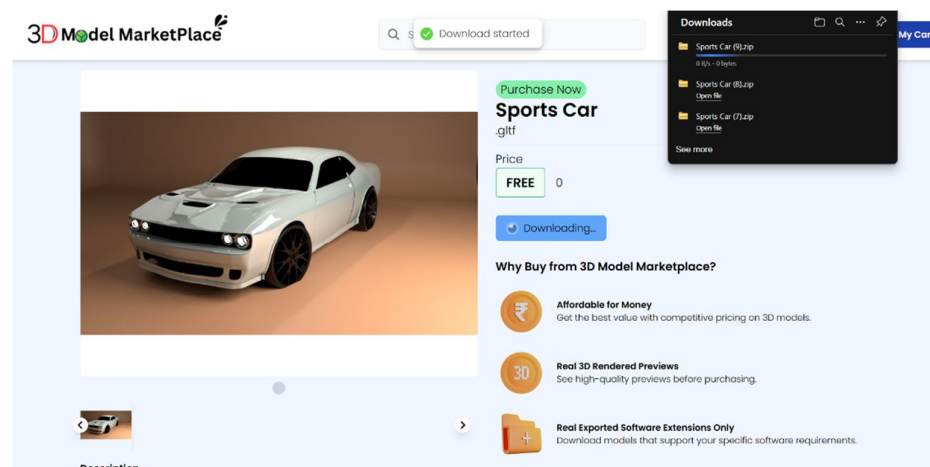 3D Model MarketPlace
S
Download started
Downloads
My Car
Sports Car (9).zip
0 B/s - 0 bytes
Sports Car (8).zip
Open file
Sports Car (7).zip
Open file
See more
Purchase Now
Sports Car
.gltf
Price
FREE 0
Downloading...
Why Buy from 3D Model Marketplace?
₹
Affordable for Money
Get the best value with competitive pricing on 3D models.
3D
Real 3D Rendered Previews
See high-quality previews before purchasing.
Real Exported Software Extensions Only
Download models that support your specific software requirements.
Description